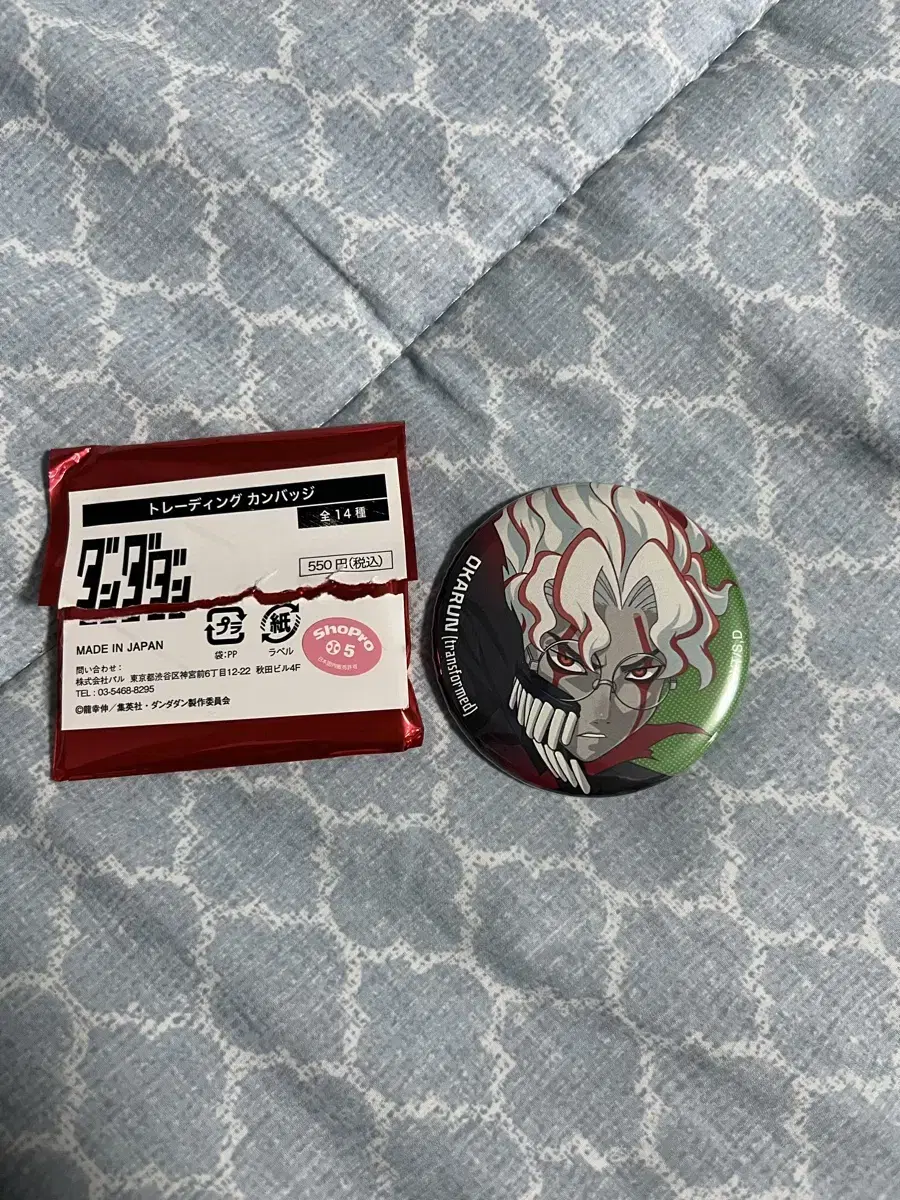 トレーディング カンバッジ
全14種
ダンダダン
550円(税込)
プラ
紙
袋:PP
ラベル
ShoPro
5
MADE IN JAPAN
問い合わせ:
株式会社バル 東京都渋谷区神宮前6丁目12-22 秋田ビル4F
TEL:03-5468-8295
©龍幸伸/集英社・ダンダダン製作委員会
OKARUN (transformed)